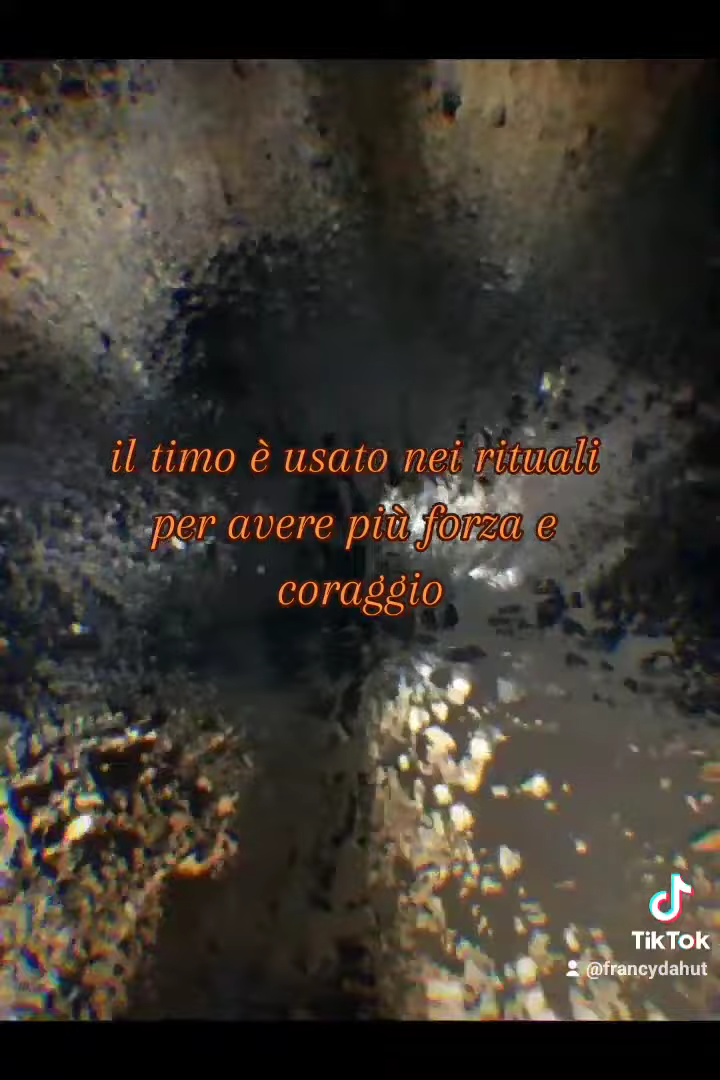 il timo è usato nei rituali
per avere più forza e
coraggio
TikTok
@francydahut